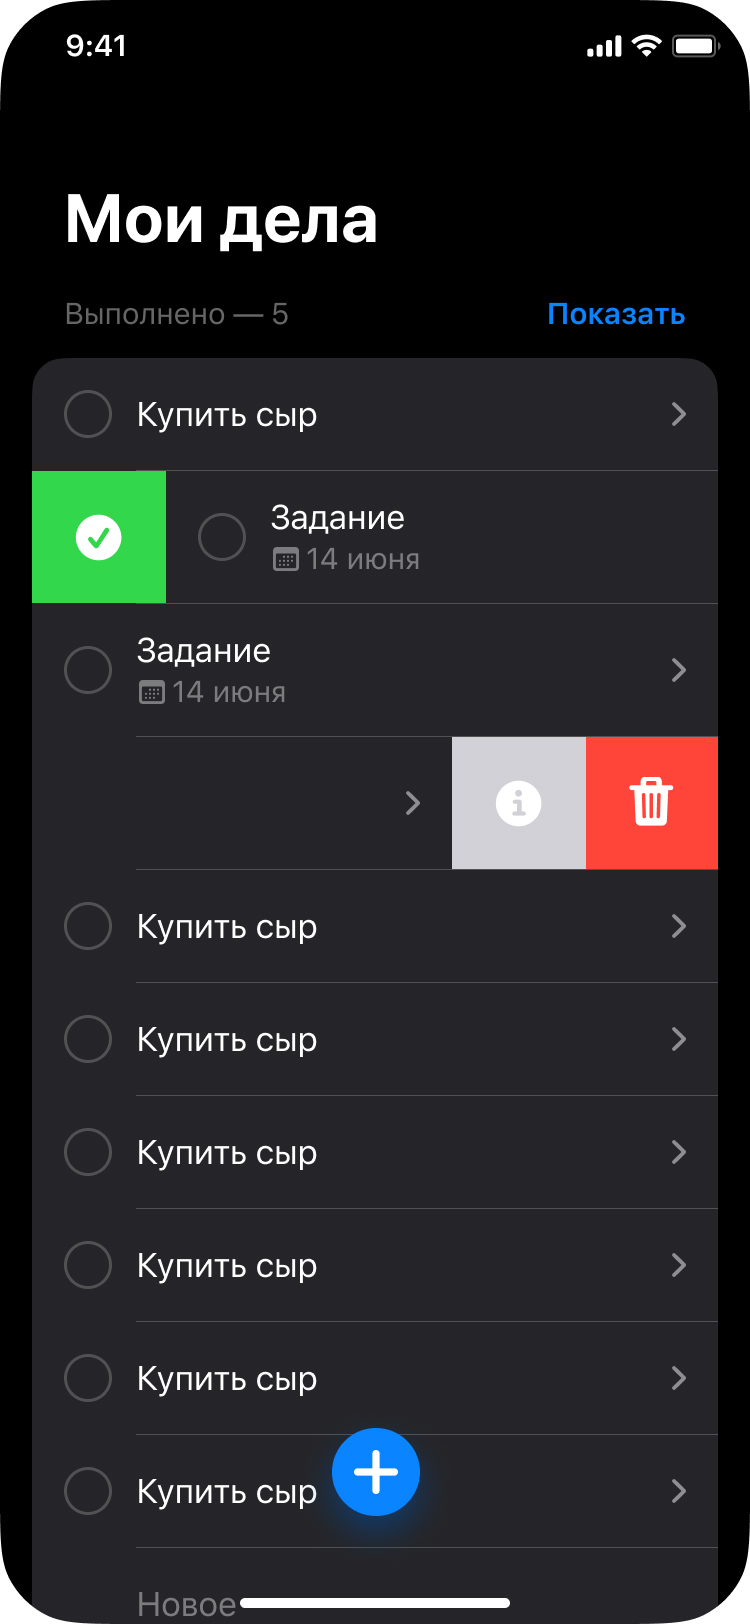 9:41
Мои дела
Выполнено — 5
Показать
Купить сыр
Задание
14 июня
Задание
14 июня
Купить сыр
Купить сыр
Купить сыр
Купить сыр
Купить сыр
Купить сыр
Новое